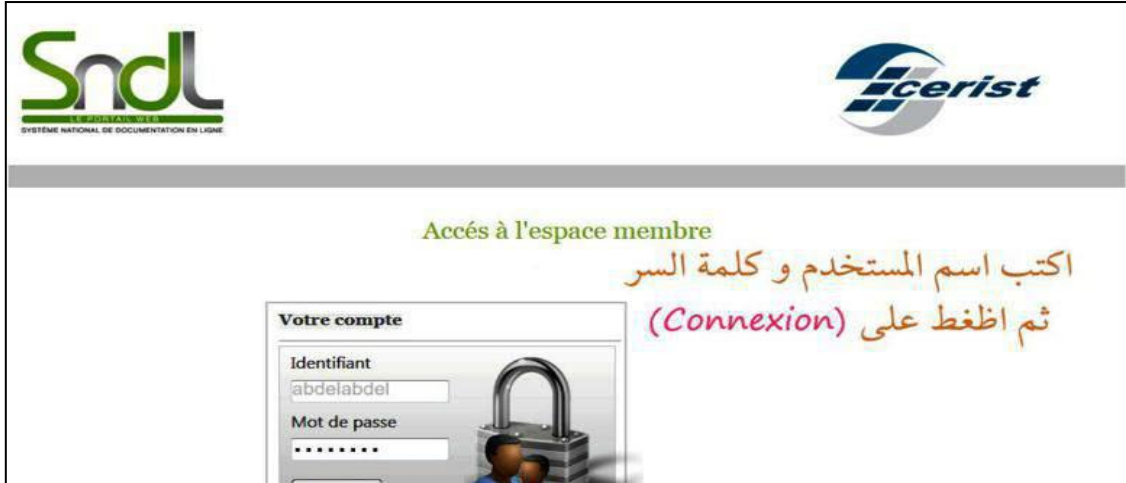 Sndl
LE PORTAIL WEB
SYSTÈME NATIONAL DE DOCUMENTATION EN LIGNE
cerist
Accés à l'espace membre
اكتب اسم المستخدم و كلمة السر
ثم اظغط على (Connexion)
Votre compte
Identifiant
abdelabdel
Mot de passe
........